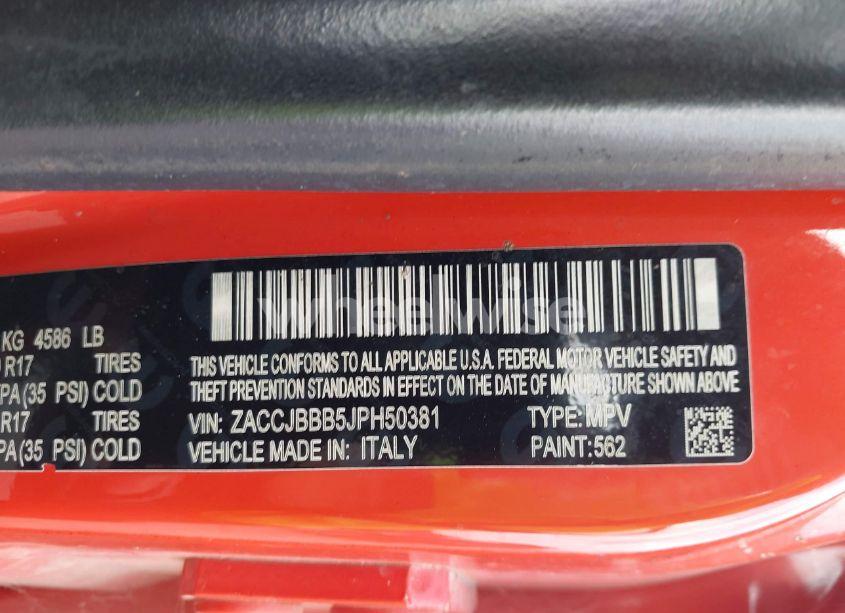 Wheelwise
KG 4586 LB
R17 TIRES
PA (35 PSI) COLD
R17 TIRES
PA (35 PSI) COLD
THIS VEHICLE CONFORMS TO ALL APPLICABLE U.S.A. FEDERAL MOTOR VEHICLE SAFETY AND
THEFT PREVENTION STANDARDS IN EFFECT ON THE DATE OF MANUFACTURE SHOWN ABOVE
VIN: ZACCJBBB5JPH50381 TYPE: MPV
VEHICLE MADE IN: ITALY PAINT:562